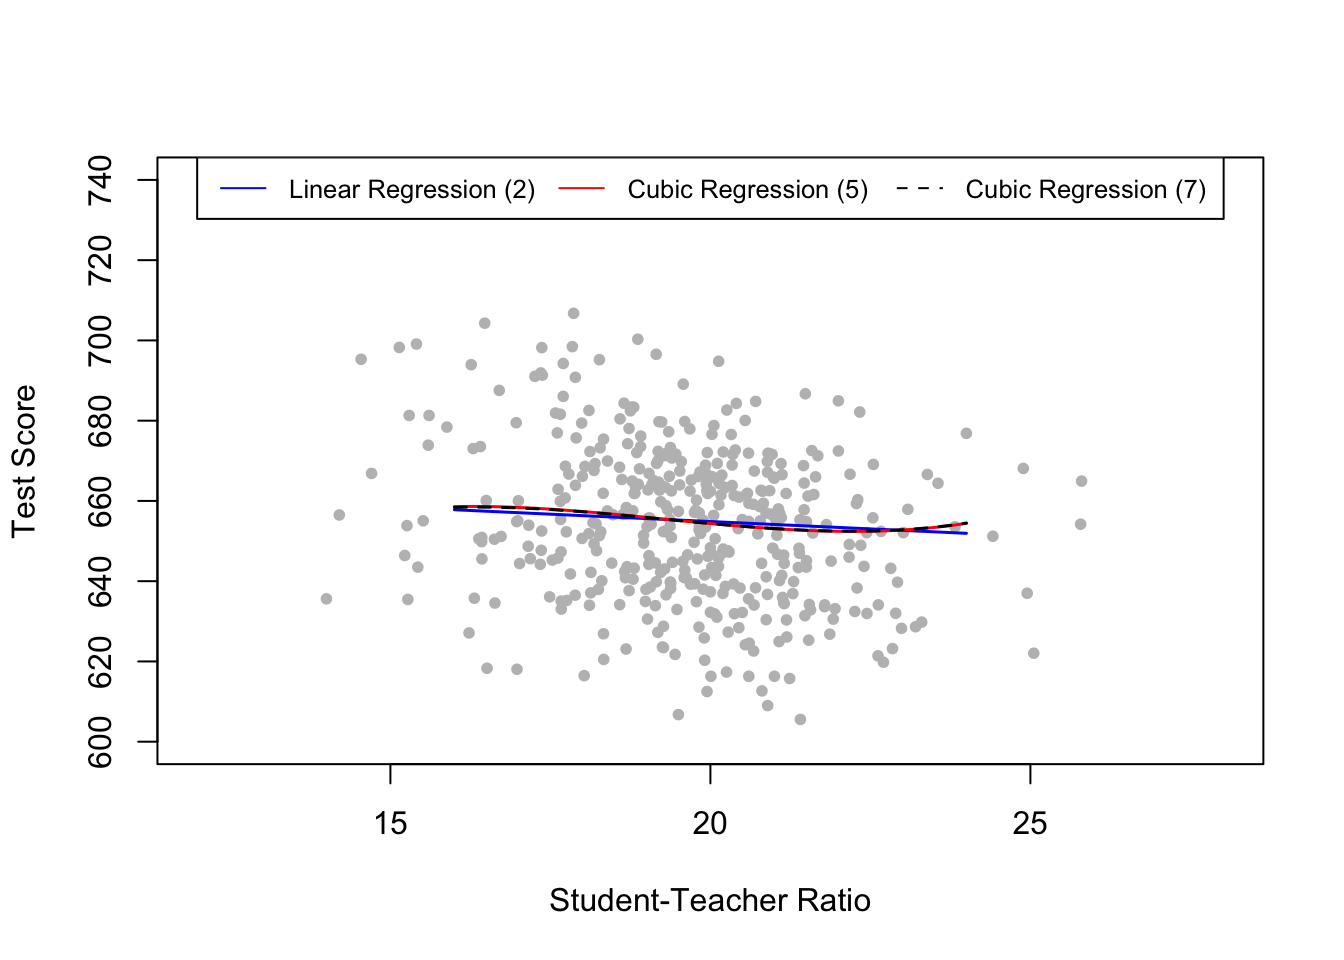 Linear Regression (2) Cubic Regression (5) Cubic Regression (7)
740
720
700
680
660
640
620
600
Test Score
15 20 25
Student-Teacher Ratio